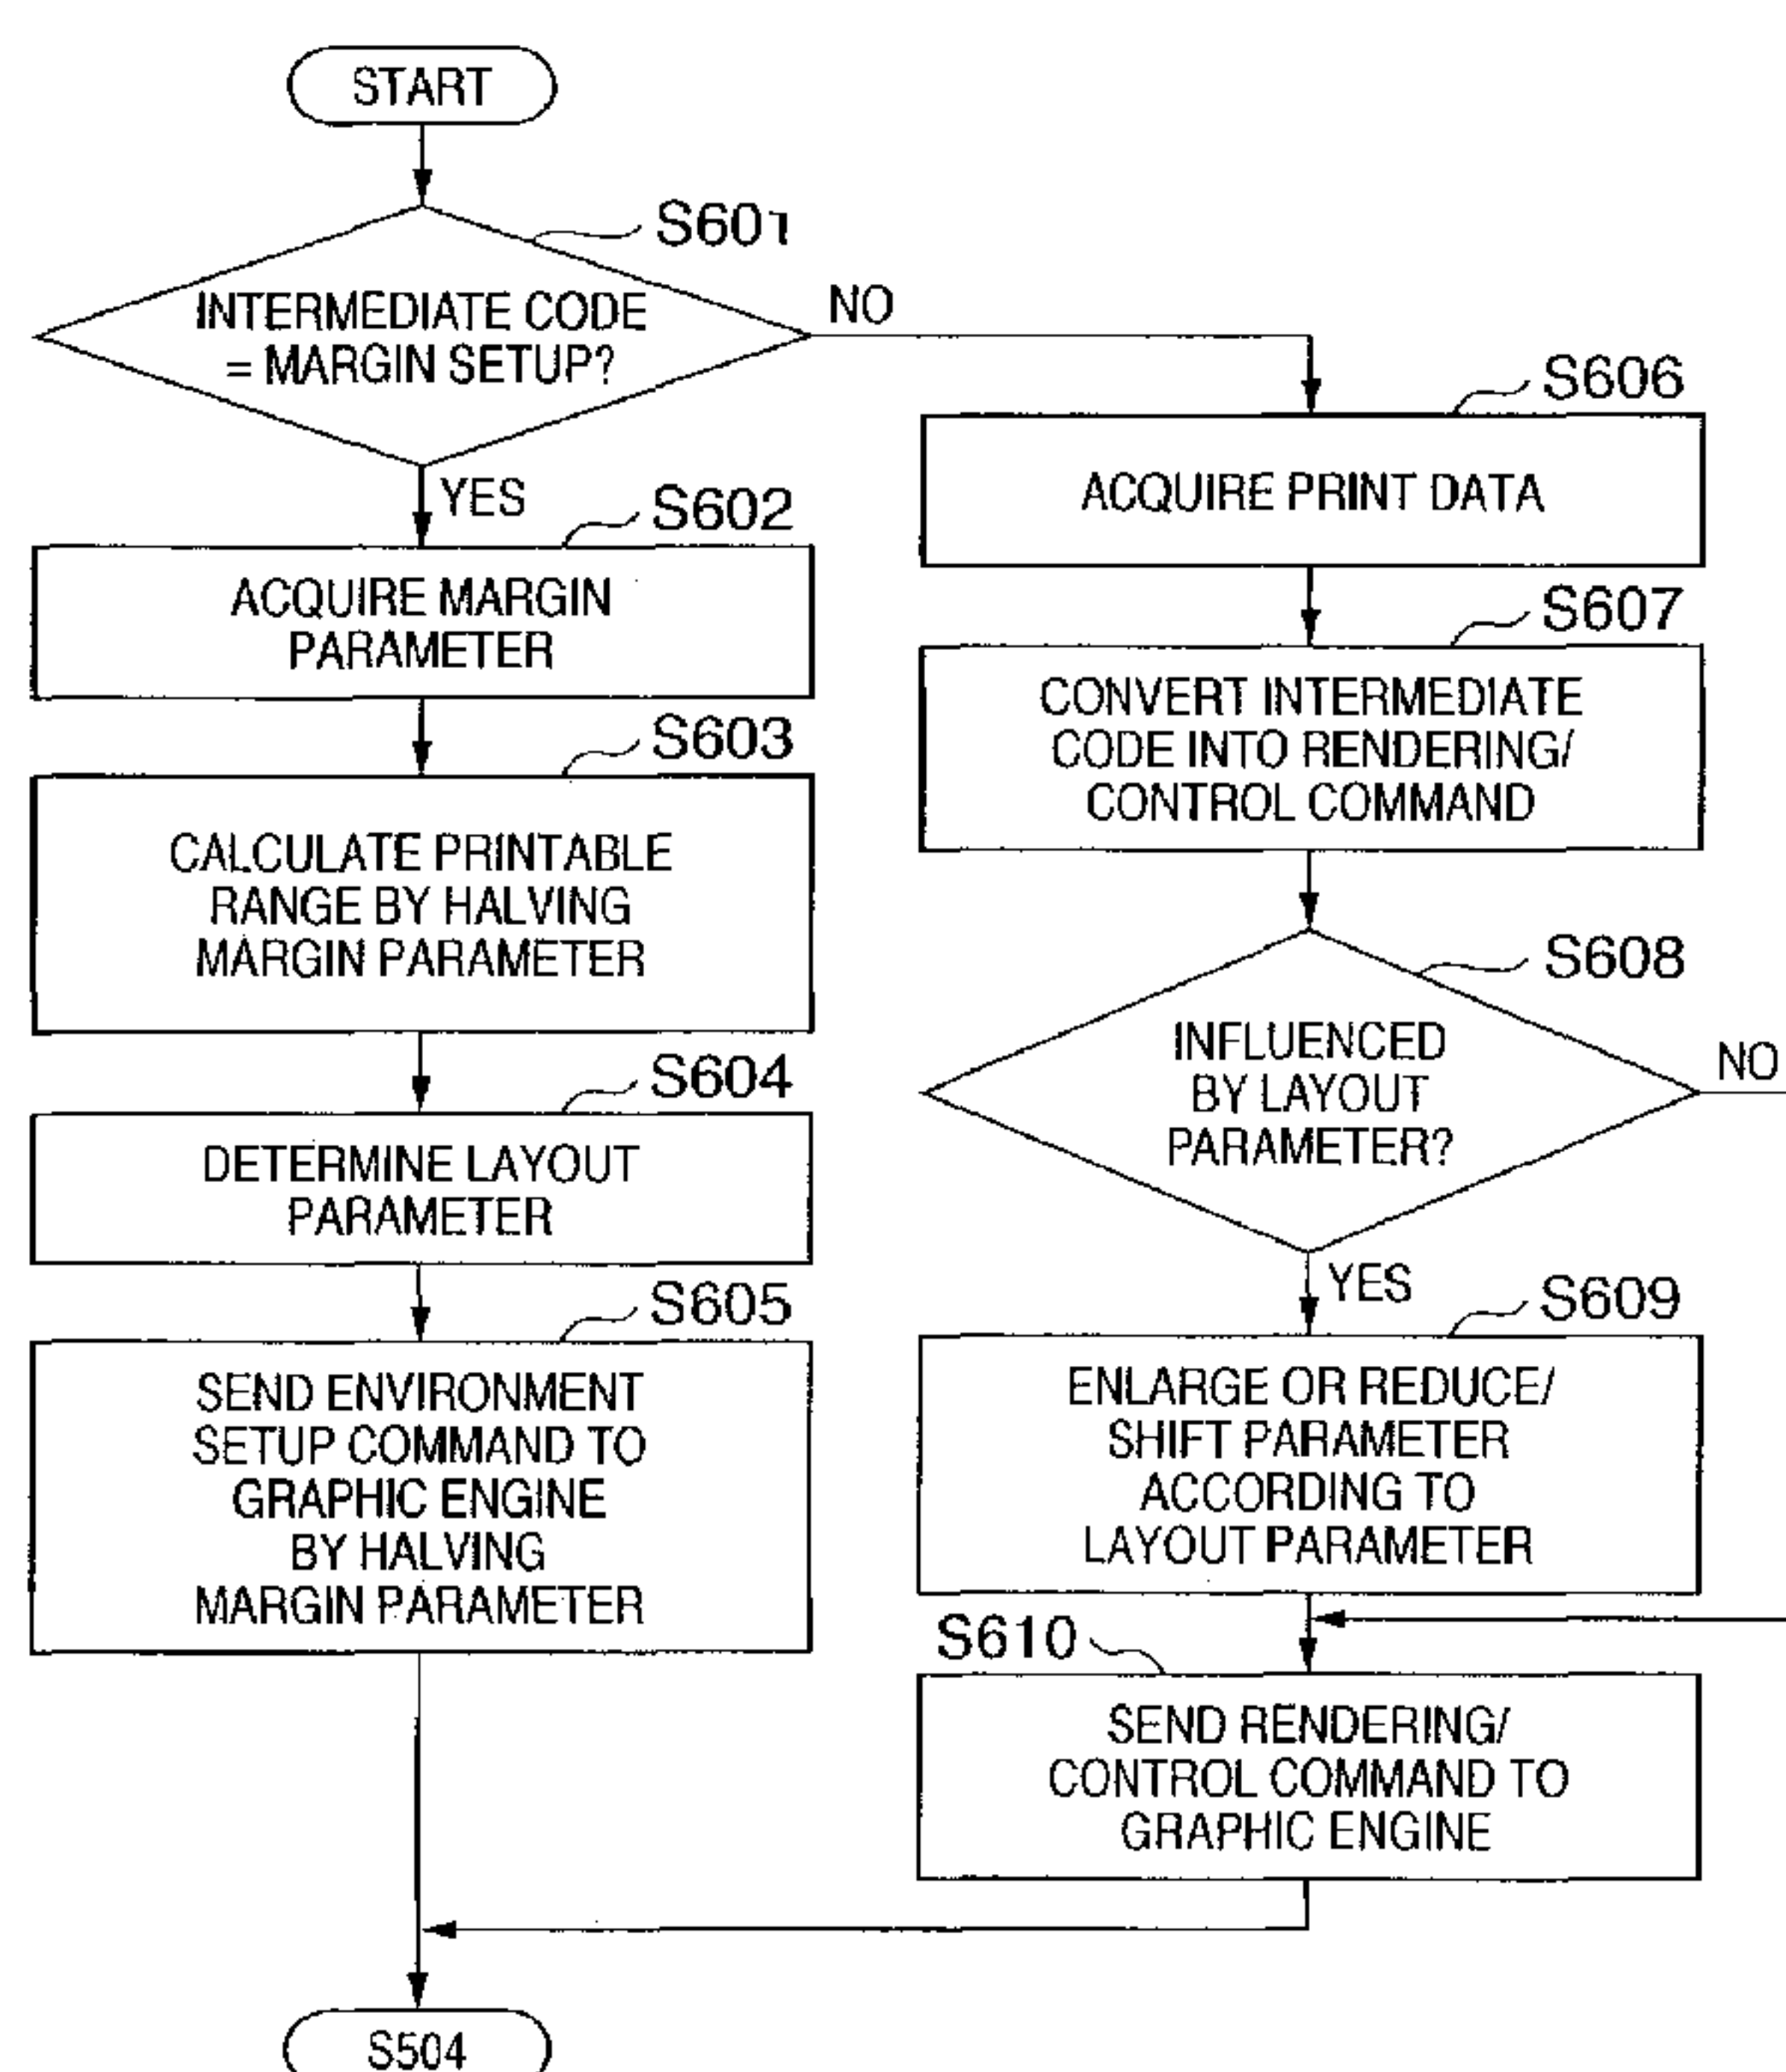 START
S601
INTERMEDIATE CODE
= MARGIN SETUP?
NO
YES
S602
ACQUIRE MARGIN
PARAMETER
S603
CALCULATE PRINTABLE
RANGE BY HALVING
MARGIN PARAMETER
S604
DETERMINE LAYOUT
PARAMETER
S605
SEND ENVIRONMENT
SETUP COMMAND TO
GRAPHIC ENGINE
BY HALVING
MARGIN PARAMETER
S606
ACQUIRE PRINT DATA
S607
CONVERT INTERMEDIATE
CODE INTO RENDERING/
CONTROL COMMAND
S608
INFLUENCED
BY LAYOUT
PARAMETER?
NO
YES
S609
ENLARGE OR REDUCE/
SHIFT PARAMETER
ACCORDING TO
LAYOUT PARAMETER
S610
SEND RENDERING/
CONTROL COMMAND TO
GRAPHIC ENGINE
S504